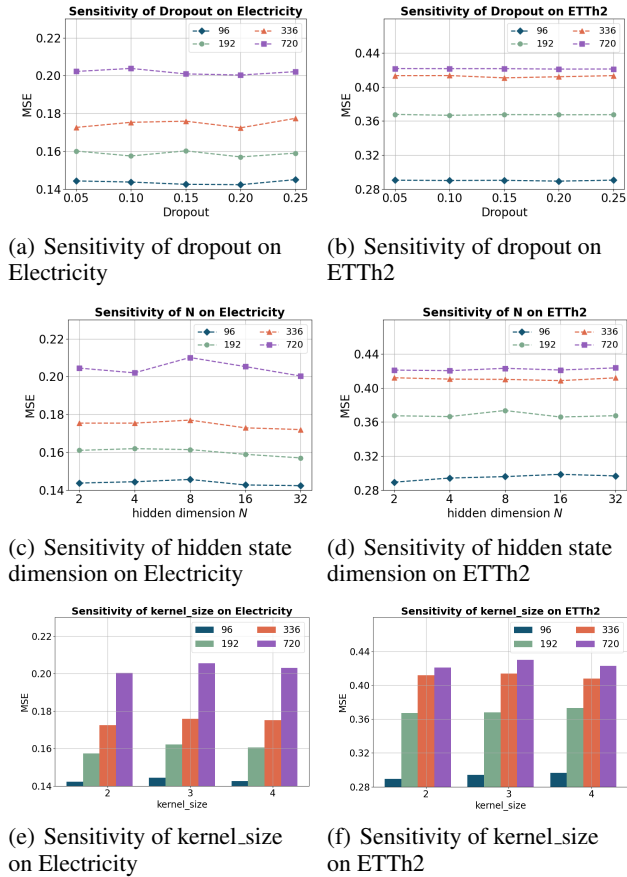 Sensitivity of Dropout on Electricity
96 336
192 720
0.22
0.20
0.18
0.16
0.14
MSE
0.05 0.10 0.15 0.20 0.25
Dropout
(a) Sensitivity of dropout on
Electricity
Sensitivity of Dropout on ETTh2
96 336
192 720
0.44
0.40
0.36
0.32
0.28
MSE
0.05 0.10 0.15 0.20 0.25
Dropout
(b) Sensitivity of dropout on
ETTh2
Sensitivity of N on Electricity
96 336
192 720
0.22
0.20
0.18
0.16
0.14
MSE
2 4 8 16 32
hidden dimension N
(c) Sensitivity of hidden state
dimension on Electricity
Sensitivity of N on ETTh2
96 336
192 720
0.44
0.40
0.36
0.32
0.28
MSE
2 4 8 16 32
hidden dimension N
(d) Sensitivity of hidden state
dimension on ETTh2
Sensitivity of kernel_size on Electricity
96 336
192 720
0.22
0.20
0.18
0.16
0.14
MSE
2 3 4
kernel_size
(e) Sensitivity of kernel_size
on Electricity
Sensitivity of kernel_size on ETTh2
96 336
192 720
0.44
0.40
0.36
0.32
0.28
MSE
2 3 4
kernel_size
(f) Sensitivity of kernel_size
on ETTh2